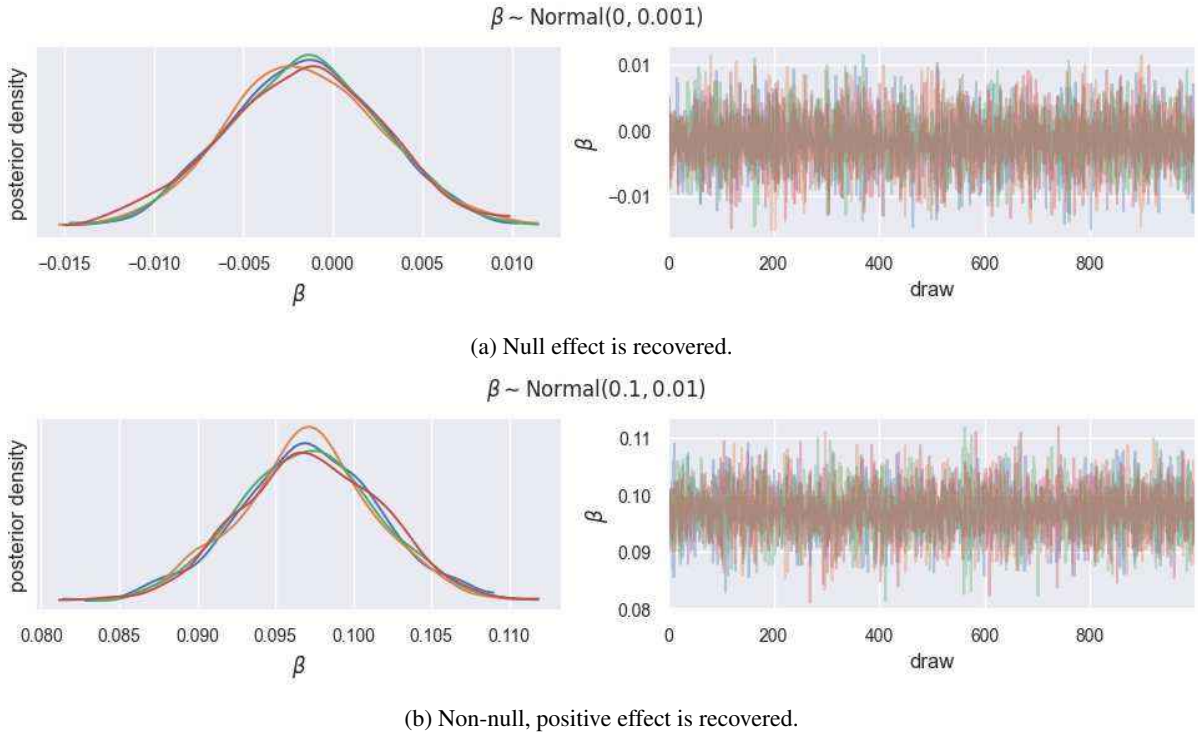 β ~ Normal(0, 0.001)
posterior density
−0.015 −0.010 −0.005 0.000 0.005 0.010
β
β
0.01
0.00
−0.01
0 200 400 600 800
draw
(a) Null effect is recovered.
β ~ Normal(0.1, 0.01)
posterior density
0.080 0.085 0.090 0.095 0.100 0.105 0.110
β
β
0.11
0.10
0.09
0.08
0 200 400 600 800
draw
(b) Non-null, positive effect is recovered.